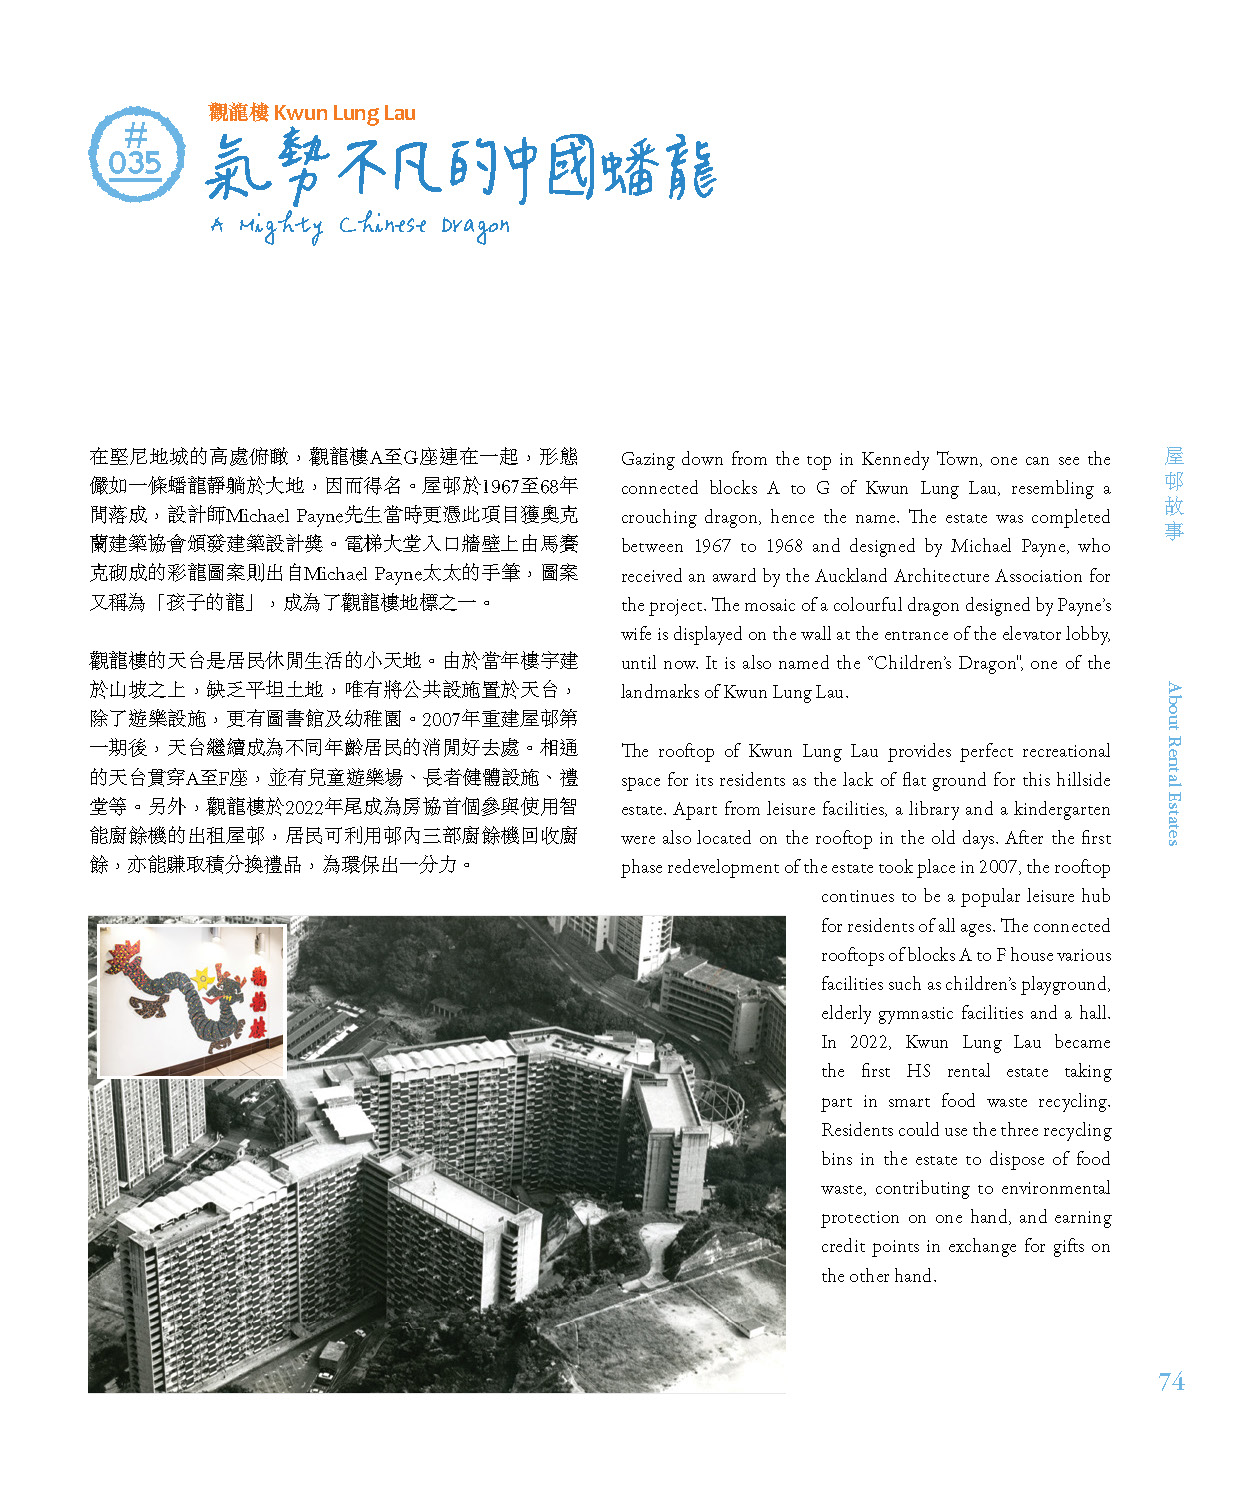 #
035
觀龍樓 Kwun Lung Lau
氣勢不凡的中國蟠龍
A Mighty Chinese Dragon
在堅尼地城的高處俯瞰，觀龍樓A至G座連在一起，形態
儼如一條蟠龍靜躺於大地，因而得名。屋邨於1967至68年
間落成，設計師Michael Payne先生當時更憑此項目獲奧克
蘭建築協會頒發建築設計獎。電梯大堂入口牆壁上由馬賽
克砌成的彩龍圖案則出自Michael Payne太太的手筆，圖案
又稱為「孩子的龍」，成為了觀龍樓地標之一。
觀龍樓的天台是居民休閒生活的小天地。由於當年樓宇建
於山坡之上，缺乏平坦土地，唯有將公共設施置於天台，
除了遊樂設施，更有圖書館及幼稚園。2007年重建屋邨第
一期後，天台繼續成為不同年齡居民的消閒好去處。相通
的天台貫穿A至F座，並有兒童遊樂場、長者健體設施、禮
堂等。另外，觀龍樓於2022年尾成為房協首個參與使用智
能廚餘機的出租屋邨，居民可利用邨內三部廚餘機回收廚
餘，亦能賺取積分換禮品，為環保出一分力。
Gazing down from the top in Kennedy Town, one can see the
connected blocks A to G of Kwun Lung Lau, resembling a
crouching dragon, hence the name. The estate was completed
between 1967 to 1968 and designed by Michael Payne, who
received an award by the Auckland Architecture Association for
the project. The mosaic of a colourful dragon designed by Payne’s
wife is displayed on the wall at the entrance of the elevator lobby,
until now. It is also named the “Children’s Dragon", one of the
landmarks of Kwun Lung Lau.
The rooftop of Kwun Lung Lau provides perfect recreational
space for its residents as the lack of flat ground for this hillside
estate. Apart from leisure facilities, a library and a kindergarten
were also located on the rooftop in the old days. After the first
phase redevelopment of the estate took place in 2007, the rooftop
continues to be a popular leisure hub
for residents of all ages. The connected
rooftops of blocks A to F house various
facilities such as children’s playground,
elderly gymnastic facilities and a hall.
In 2022, Kwun Lung Lau became
the first HS rental estate taking
part in smart food waste recycling.
Residents could use the three recycling
bins in the estate to dispose of food
waste, contributing to environmental
protection on one hand, and earning
credit points in exchange for gifts on
the other hand.
觀龍樓
屋邨故事
About Rental Estates
74